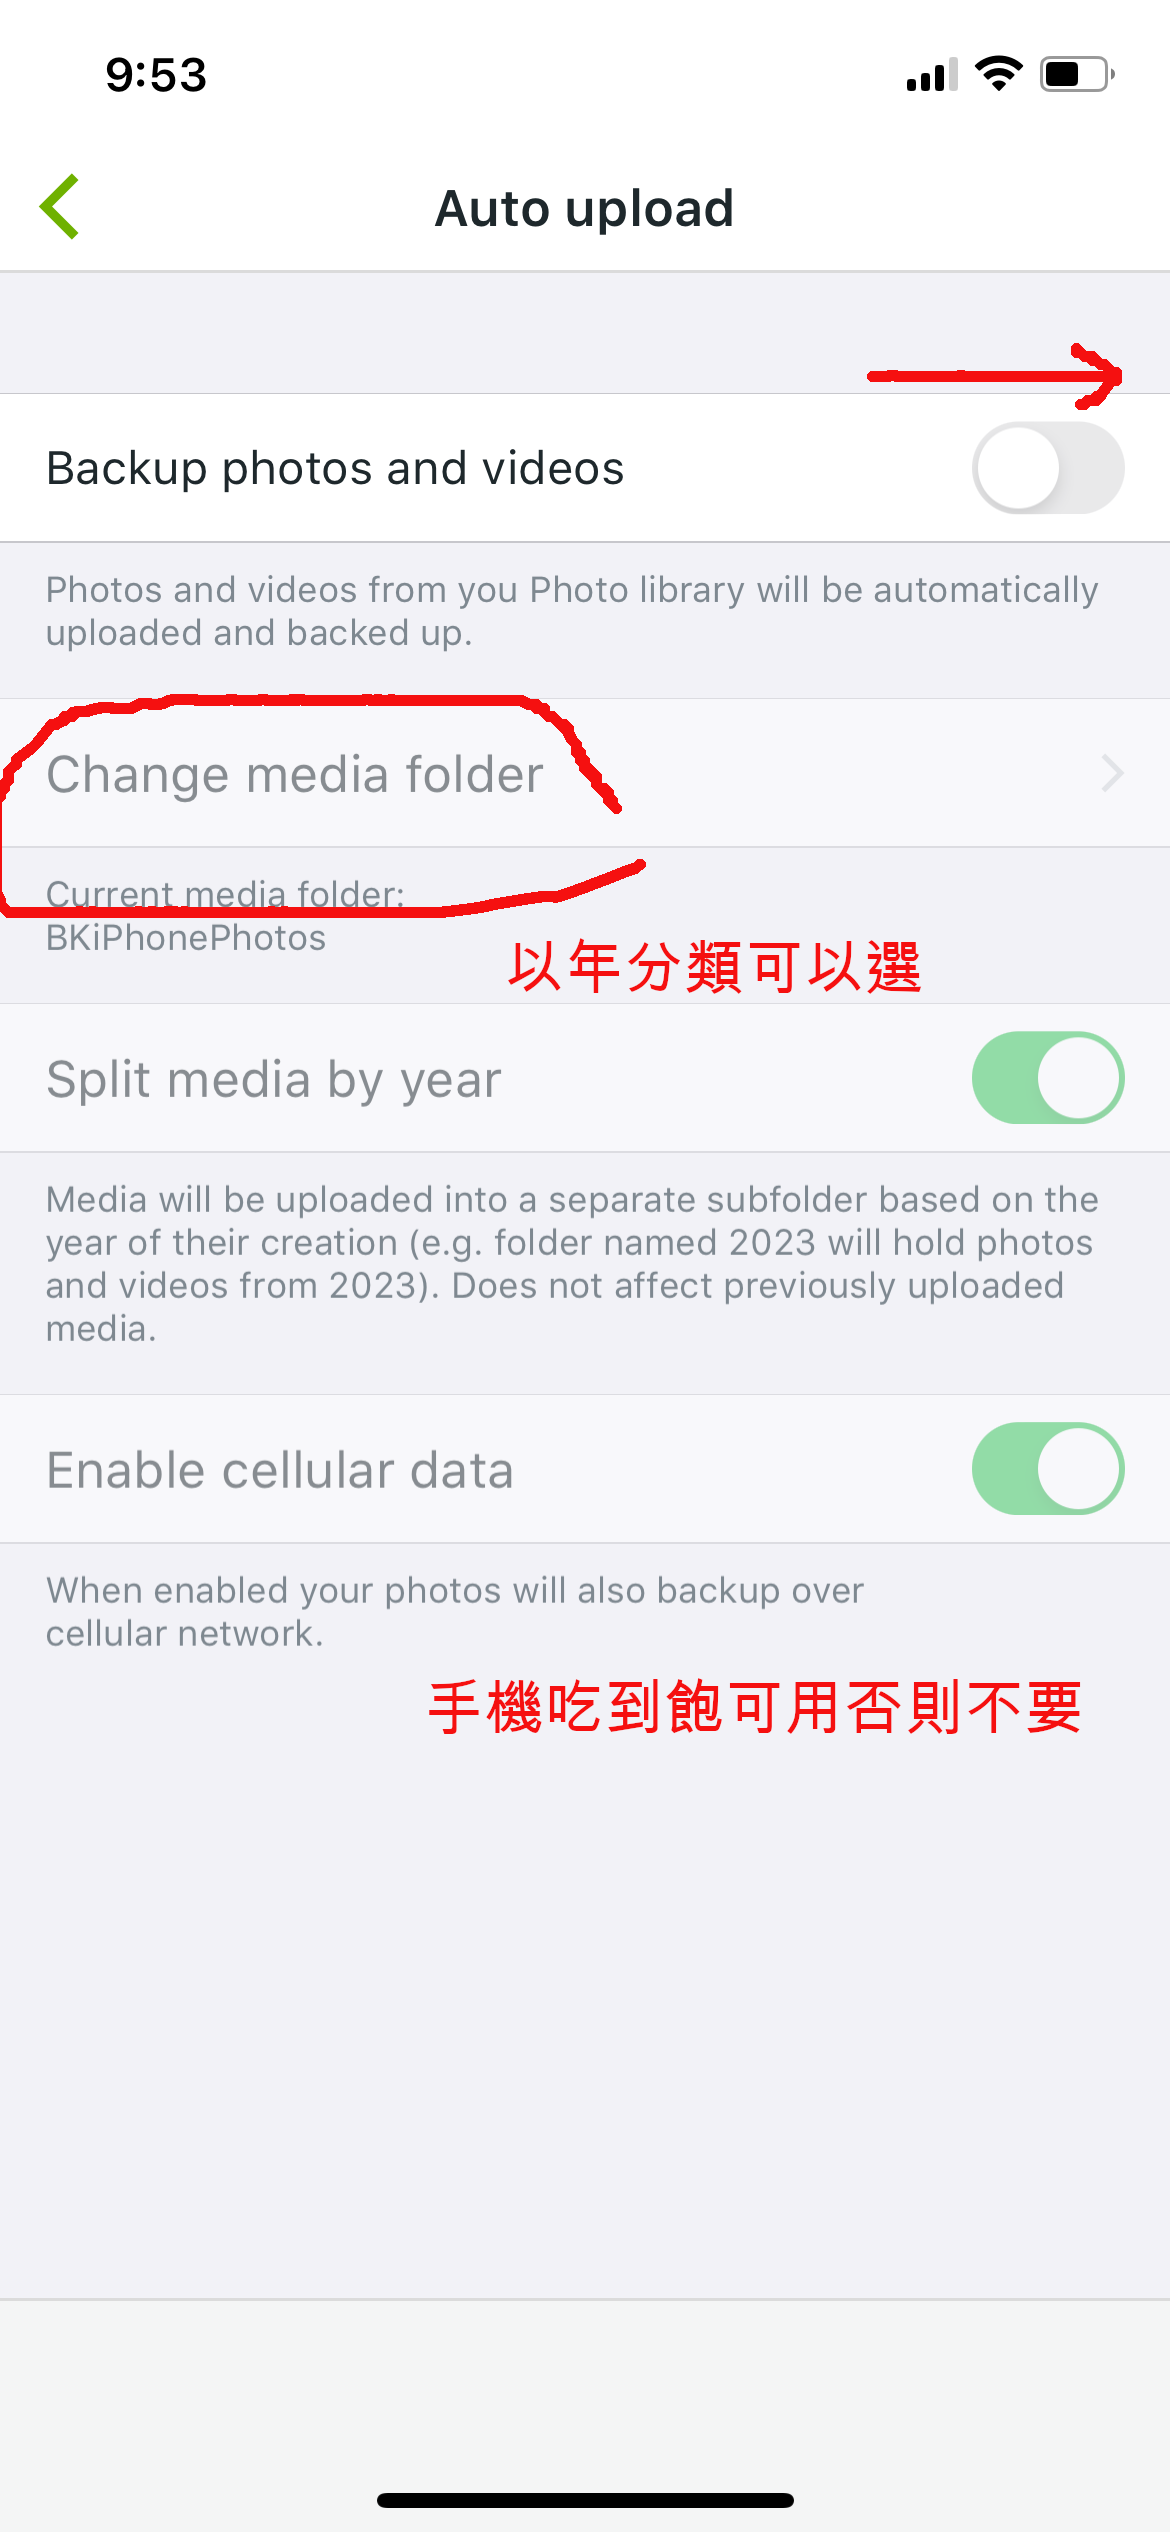 9:53
Auto upload
Backup photos and videos
Photos and videos from you Photo library will be automatically
uploaded and backed up.
Change media folder
Current media folder:
BKiPhonePhotos
以年分類可以選
Split media by year
Media will be uploaded into a separate subfolder based on the
year of their creation (e.g. folder named 2023 will hold photos
and videos from 2023). Does not affect previously uploaded
media.
Enable cellular data
When enabled your photos will also backup over
cellular network.
手機吃到飽可用否則不要